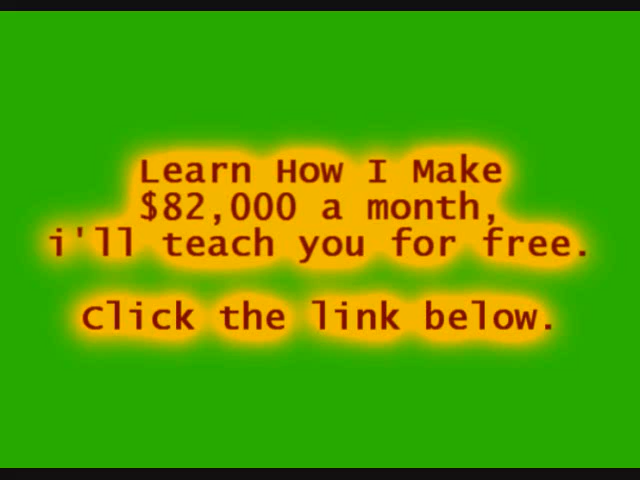 Learn How I Make
$82,000 a month,
i'll teach you for free.
Click the link below.